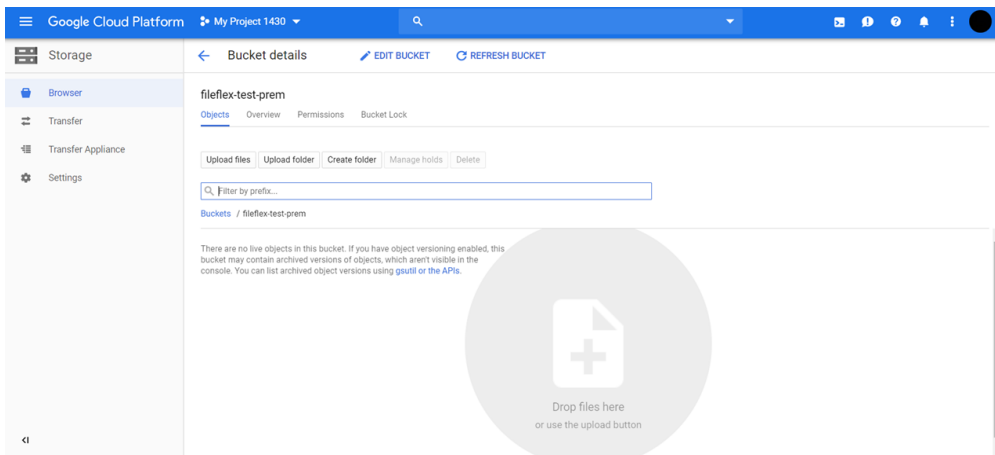 Google Cloud Platform My Project 1430
Storage
Bucket details EDIT BUCKET REFRESH BUCKET
Browser
Transfer
Transfer Appliance
Settings
fileflex-test-prem
Objects Overview Permissions Bucket Lock
Upload files Upload folder Create folder Manage holds Delete
Filter by prefix...
Buckets / fileflex-test-prem
There are no live objects in this bucket. If you have object versioning enabled, this
bucket may contain archived versions of objects, which aren't visible in the
console. You can list archived object versions using gsutil or the APIs.
Drop files here
or use the upload button